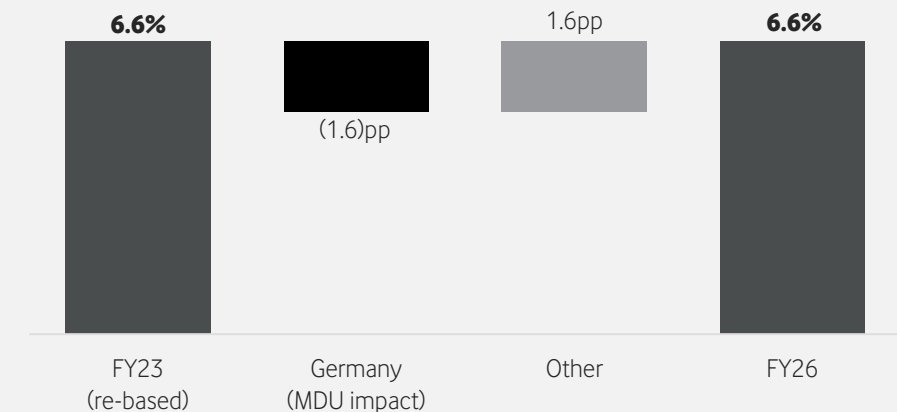 6.6%
(1.6)pp
1.6pp
6.6%
FY23
(re-based)
Germany
(MDU impact)
Other
FY26